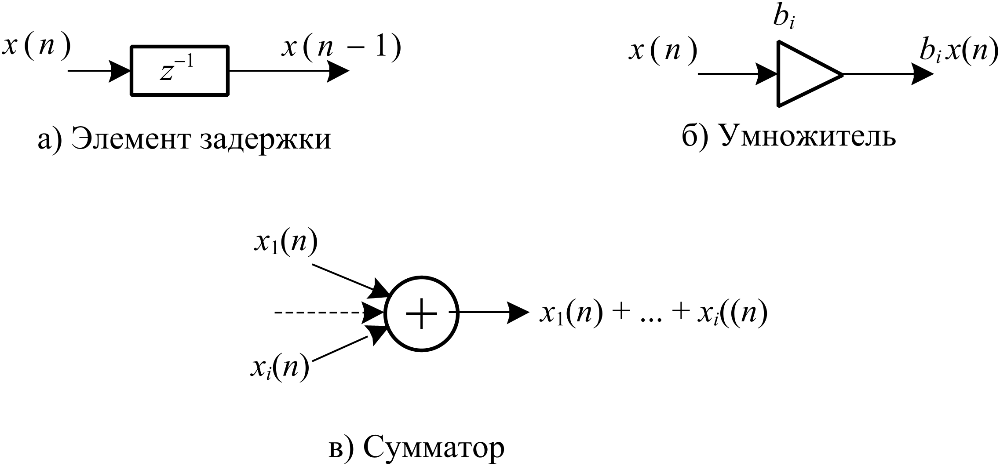 x(n)
z⁻¹
x(n − 1)
а) Элемент задержки
bᵢ
x(n)
bᵢx(n)
б) Умножитель
x₁(n)
xᵢ(n)
+
x₁(n) + ... + xᵢ((n)
в) Сумматор